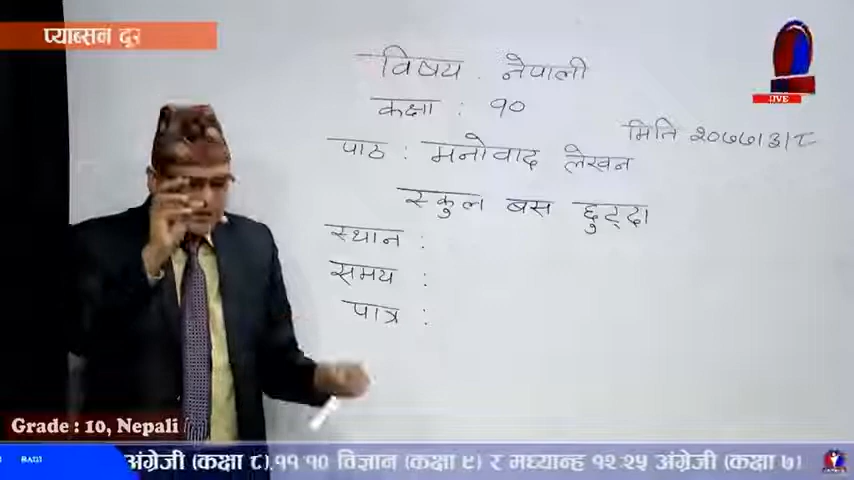 प्याब्सन दूर
LIVE
विषय . नेपाली
कक्षा : १०
मिति २०७७।३।८
पाठ : मनोवाद लेखन
स्कुल बस छुट्दा
स्थान :
समय :
पात्र :
Grade : 10, Nepali
अंग्रेजी (कक्षा ८),११ १० विज्ञान (कक्षा ९) र मध्यान्ह १२:२५ अंग्रेजी (कक्षा ७)